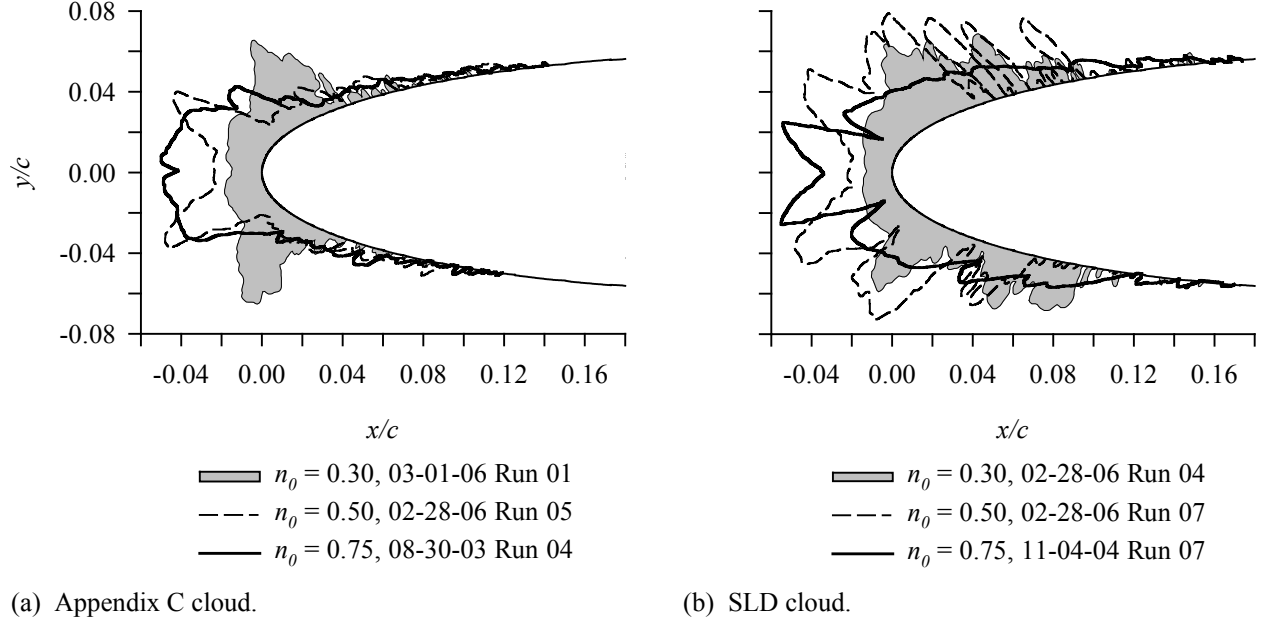 0.08
0.04
0.00
-0.04
-0.08
y/c
-0.04 0.00 0.04 0.08 0.12 0.16
x/c
n0 = 0.30, 03-01-06 Run 01
n0 = 0.50, 02-28-06 Run 05
n0 = 0.75, 08-30-03 Run 04
(a) Appendix C cloud.
-0.04 0.00 0.04 0.08 0.12 0.16
x/c
n0 = 0.30, 02-28-06 Run 04
n0 = 0.50, 02-28-06 Run 07
n0 = 0.75, 11-04-04 Run 07
(b) SLD cloud.